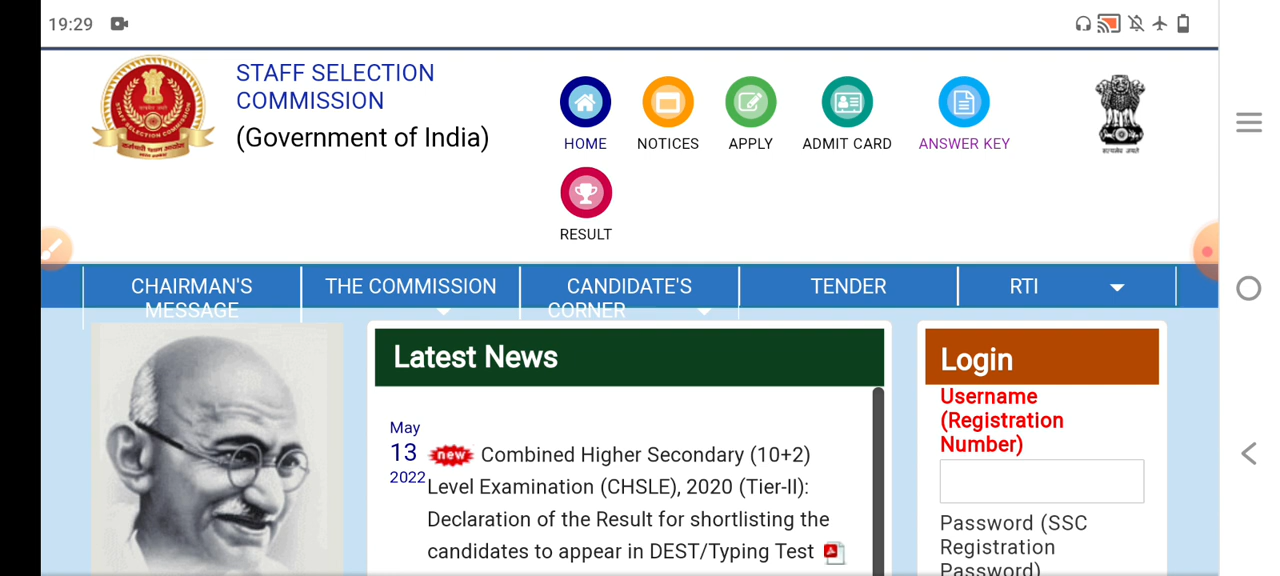 19:29
STAFF SELECTION
COMMISSION
(Government of India)
STAFF SELECTION COMMISSION
HOME
NOTICES
APPLY
ADMIT CARD
ANSWER KEY
RESULT
CHAIRMAN'S
MESSAGE
THE COMMISSION
CANDIDATE'S
CORNER
TENDER
RTI
Latest News
May
13
2022
new Combined Higher Secondary (10+2)
Level Examination (CHSLE), 2020 (Tier-II):
Declaration of the Result for shortlisting the
candidates to appear in DEST/Typing Test
Login
Username
(Registration
Number)
Password (SSC
Registration
Password)